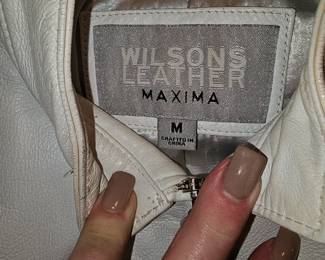 WILSONS
LEATHER
MAXIMA
M
CRAFTED IN
CHINA